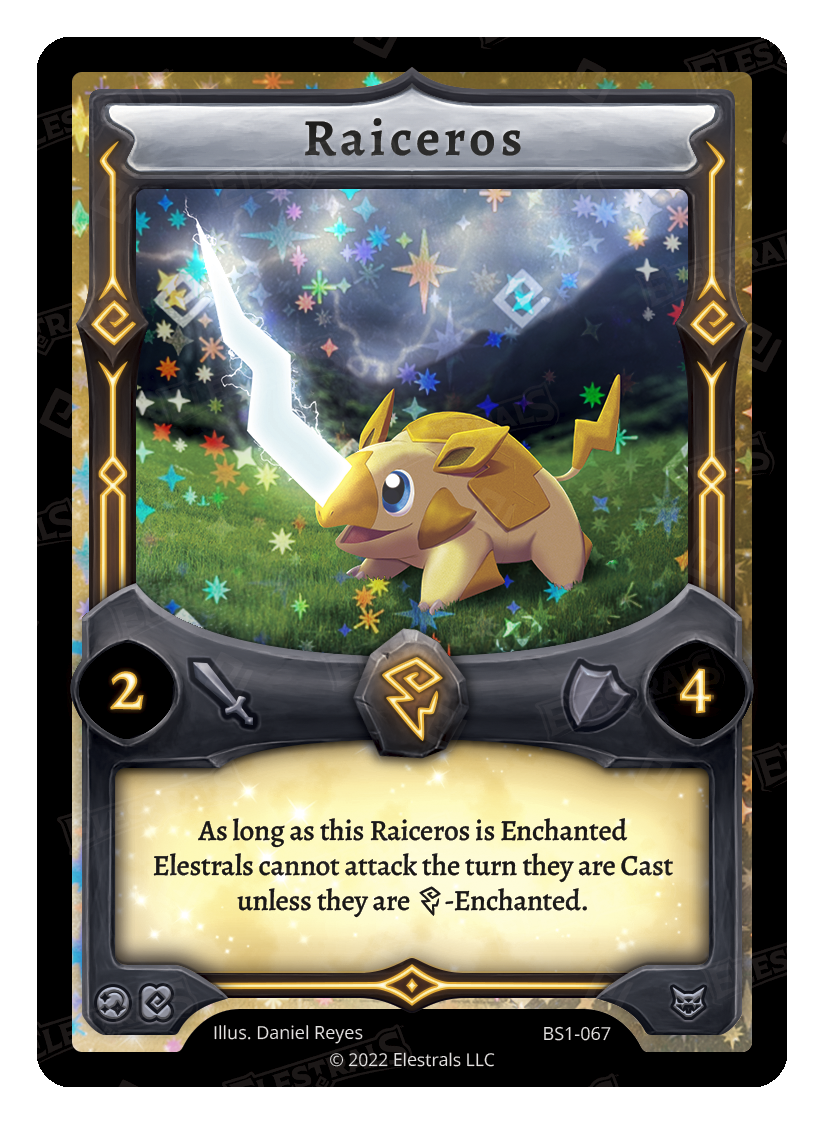 Raiceros
2
4
As long as this Raiceros is Enchanted
Elestrals cannot attack the turn they are Cast
unless they are -Enchanted.
Illus. Daniel Reyes
BS1-067
© 2022 Elestrals LLC